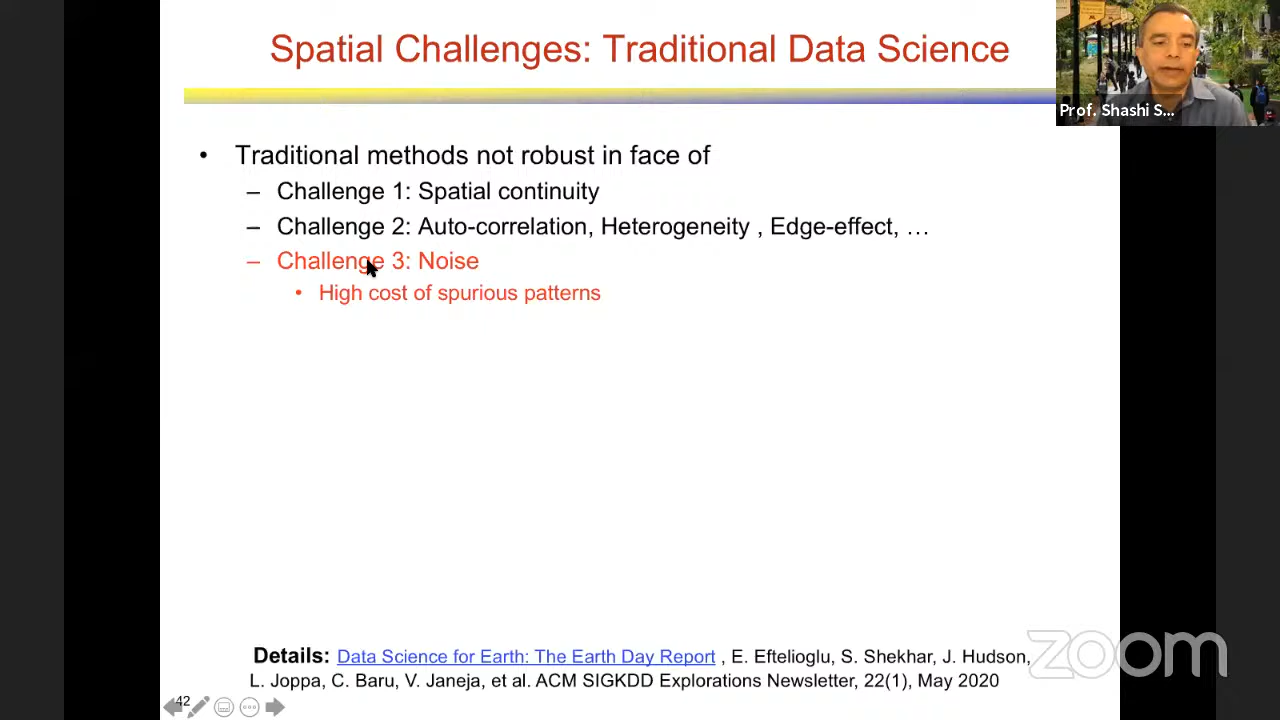 Spatial Challenges: Traditional Data Science
Prof. Shashi S...
• Traditional methods not robust in face of
– Challenge 1: Spatial continuity
– Challenge 2: Auto-correlation, Heterogeneity , Edge-effect, …
– Challenge 3: Noise
• High cost of spurious patterns
Details: Data Science for Earth: The Earth Day Report , E. Eftelioglu, S. Shekhar, J. Hudson,
L. Joppa, C. Baru, V. Janeja, et al. ACM SIGKDD Explorations Newsletter, 22(1), May 2020
zoom
42